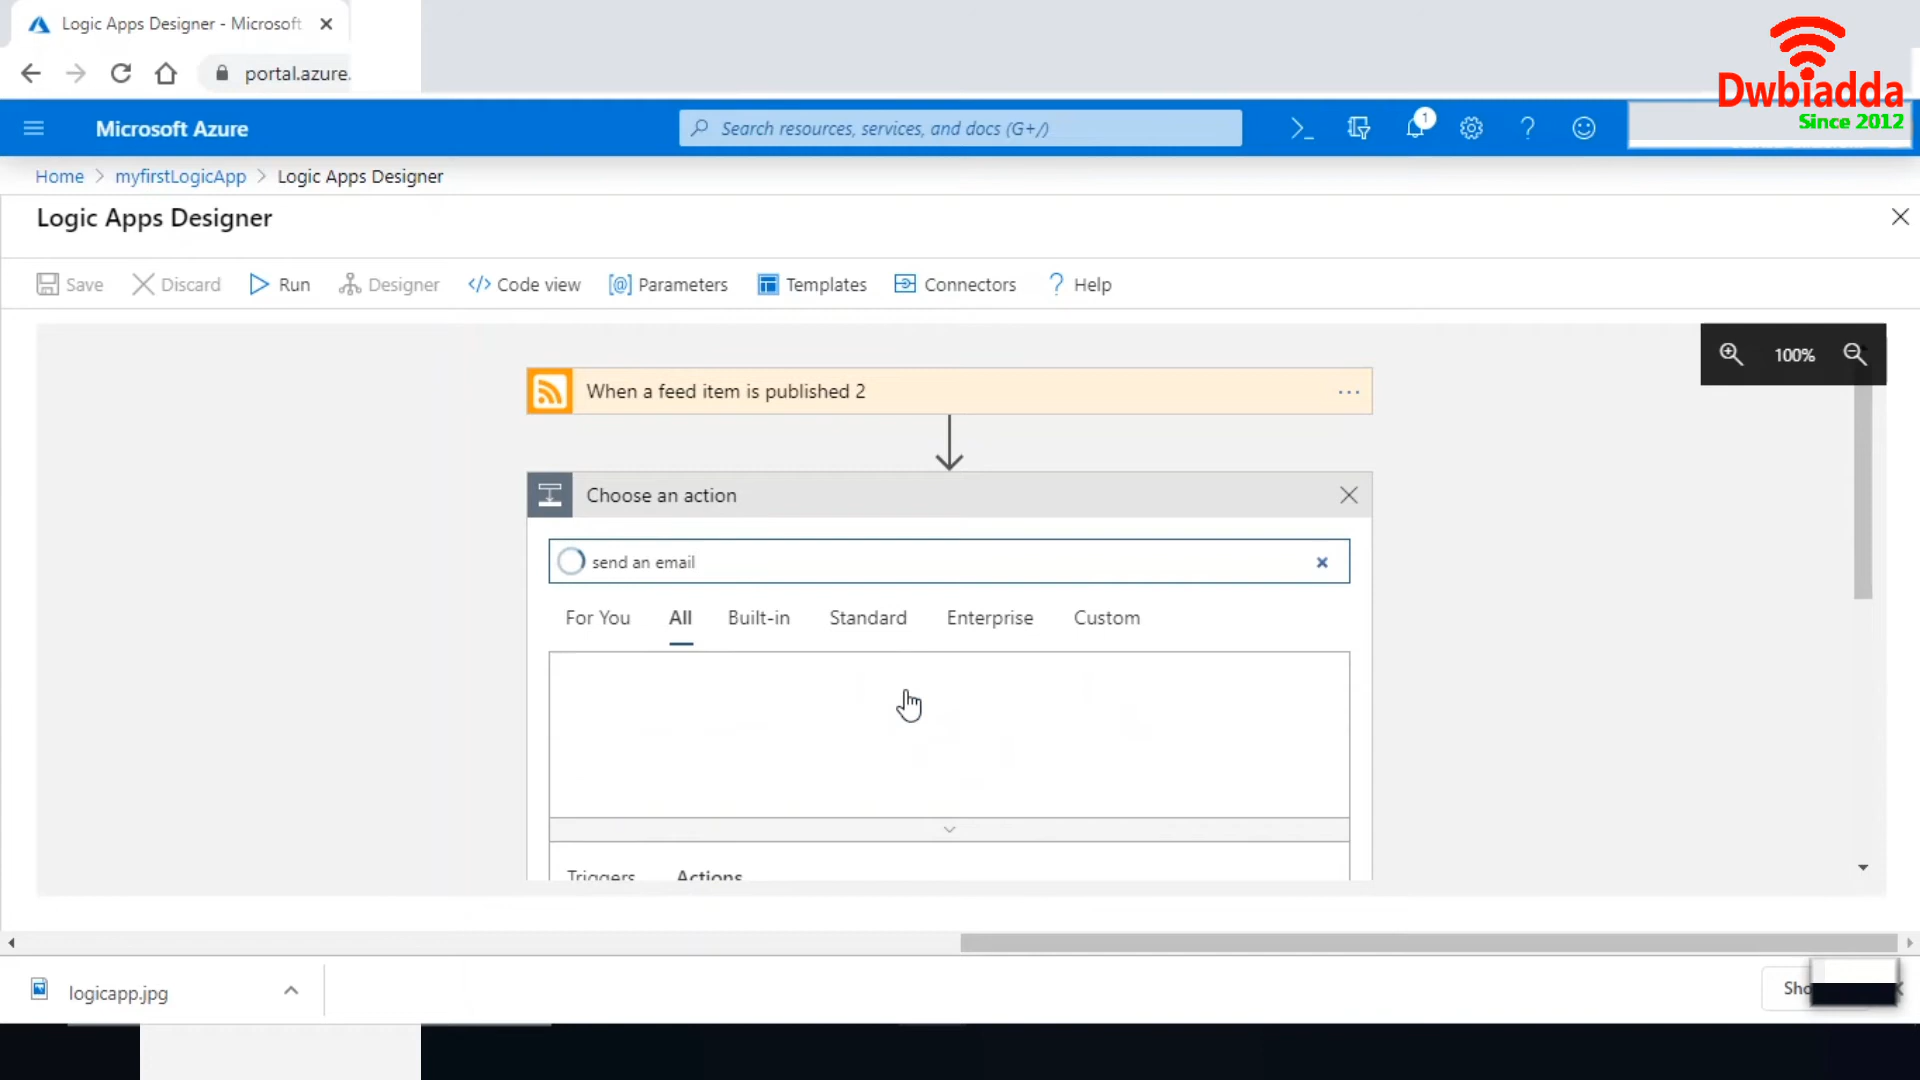 Logic Apps Designer - Microsoft
portal.azure.
Dwbiadda
Since 2012
Microsoft Azure
Search resources, services, and docs (G+/)
1
Home > myfirstLogicApp > Logic Apps Designer
Logic Apps Designer
Save Discard Run Designer </> Code view [@] Parameters Templates Connectors ? Help
100%
When a feed item is published 2
Choose an action
send an email
For You All Built-in Standard Enterprise Custom
Triggers Actions
logicapp.jpg
Sho